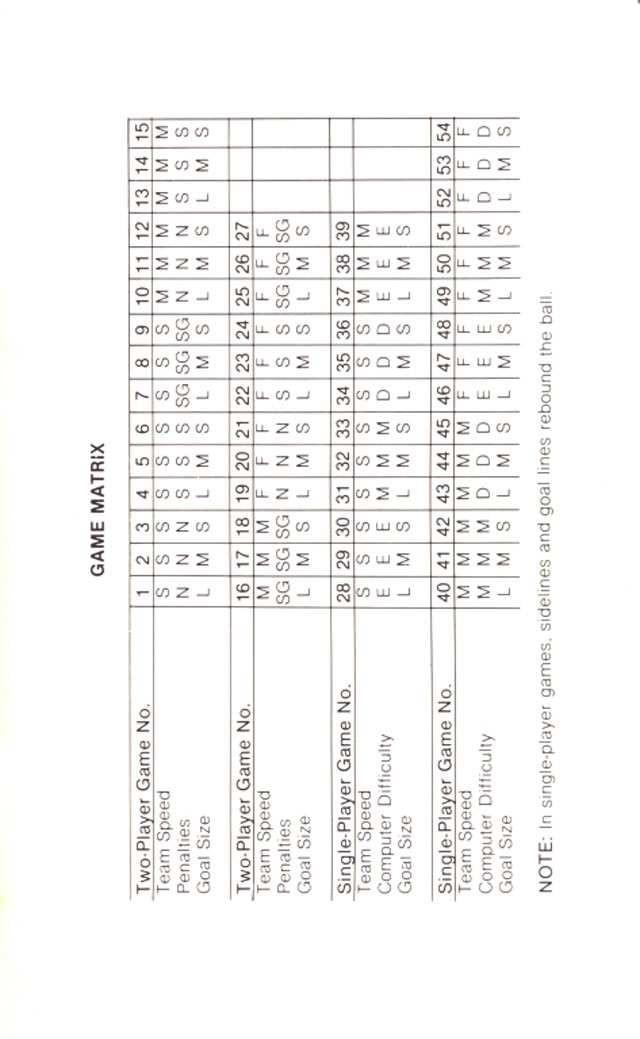 GAME MATRIX
Two-Player Game No. 1 2 3 4 5 6 7 8 9 10 11 12 13 14 15
Team Speed S S S S S S S S S M M M M M M
Penalties N N N S S S SG SG SG N N N S S S
Goal Size L M S L M S L M S L M S L M S
Two-Player Game No. 16 17 18 19 20 21 22 23 24 25 26 27
Team Speed M M M F F F F F F F F F
Penalties SG SG SG N N N S S S SG SG SG
Goal Size L M S L M S L M S L M S
Single-Player Game No. 28 29 30 31 32 33 34 35 36 37 38 39
Team Speed S S S S S S S S S M M M
Computer Difficulty E E E M M M D D D E E E
Goal Size L M S L M S L M S L M S
Single-Player Game No. 40 41 42 43 44 45 46 47 48 49 50 51 52 53 54
Team Speed M M M M M M F F F F F F F F F
Computer Difficulty M M M D D D E E E M M M D D D
Goal Size L M S L M S L M S L M S L M S
NOTE: In single-player games, sidelines and goal lines rebound the ball.